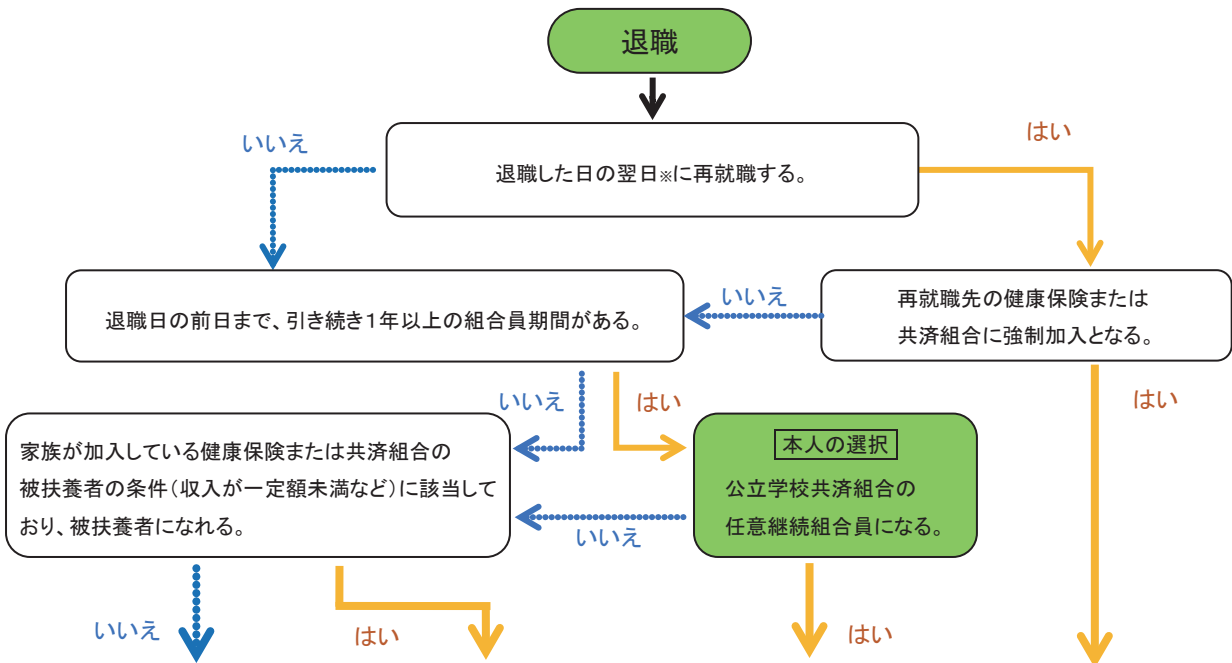 退職
いいえ
はい
退職した日の翌日※に再就職する。
退職日の前日まで、引き続き1年以上の組合員期間がある。
いいえ
再就職先の健康保険または
共済組合に強制加入となる。
いいえ
はい
はい
家族が加入している健康保険または共済組合の
被扶養者の条件(収入が一定額未満など)に該当して
おり、被扶養者になれる。
いいえ
本人の選択
公立学校共済組合の
任意継続組合員になる。
いいえ
はい
はい